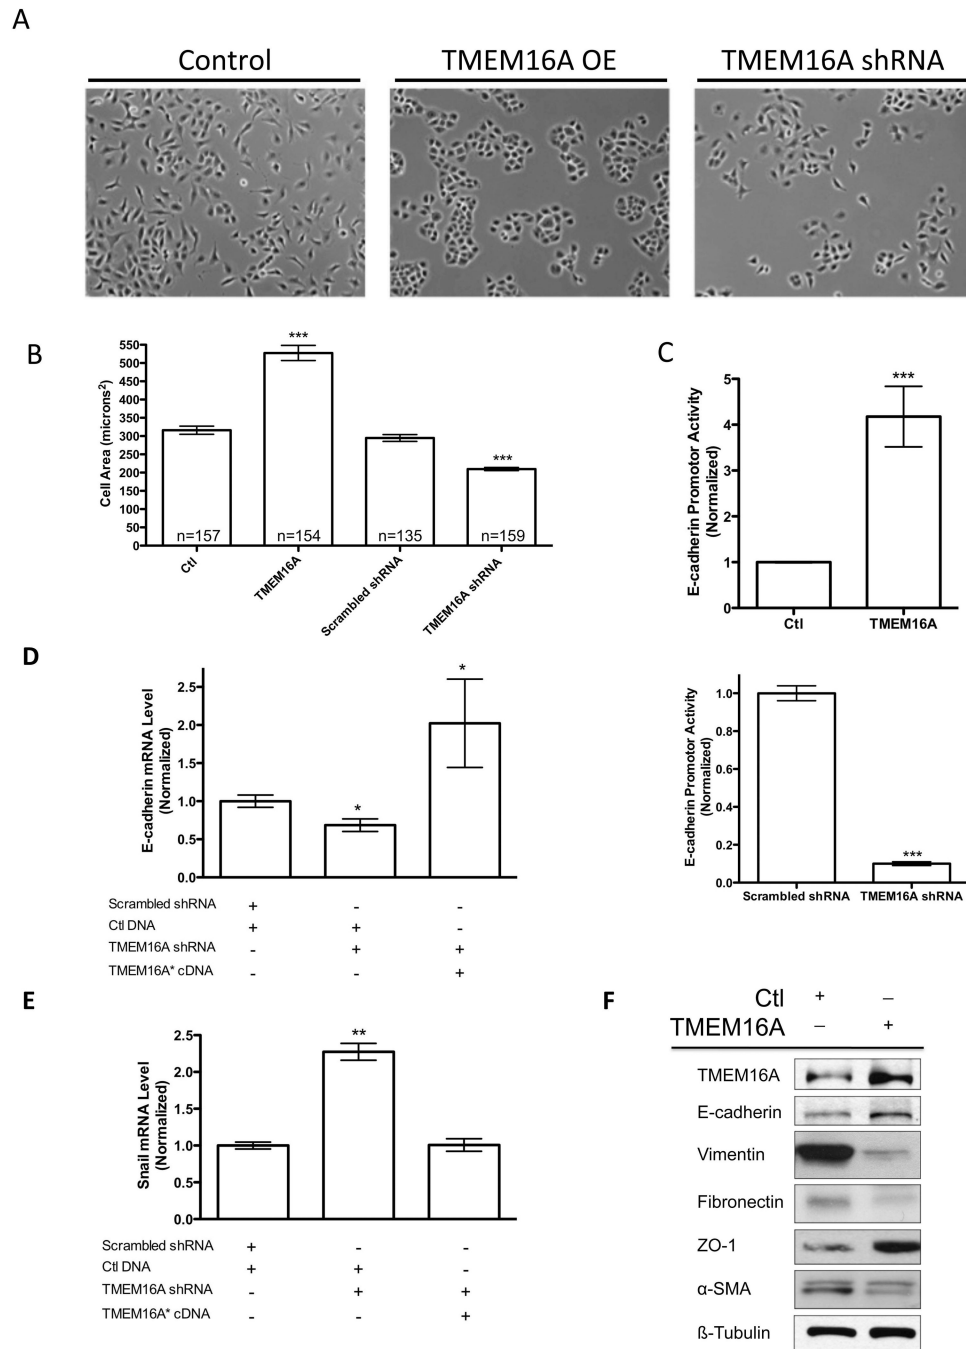 A
Control
TMEM16A OE
TMEM16A shRNA
B
Cell Area (microns²)
550
500
450
400
350
300
250
200
150
100
50
0
***
***
n=157
n=154
n=135
n=159
Ctl
TMEM16A
Scrambled shRNA
TMEM16A shRNA
C
E-cadherin Promotor Activity
(Normalized)
5
4
3
2
1
0
***
Ctl
TMEM16A
E-cadherin Promotor Activity
(Normalized)
1.0
0.8
0.6
0.4
0.2
0.0
***
Scrambled shRNA
TMEM16A shRNA
D
E-cadherin mRNA Level
(Normalized)
2.5
2.0
1.5
1.0
0.5
0.0
*
*
Scrambled shRNA + - -
Ctl DNA + + -
TMEM16A shRNA - + +
TMEM16A* cDNA - - +
E
Snail mRNA Level
(Normalized)
2.5
2.0
1.5
1.0
0.5
0.0
**
Scrambled shRNA + - -
Ctl DNA + + -
TMEM16A shRNA - + +
TMEM16A* cDNA - - +
F
Ctl + –
TMEM16A – +
TMEM16A
E-cadherin
Vimentin
Fibronectin
ZO-1
α-SMA
ß-Tubulin